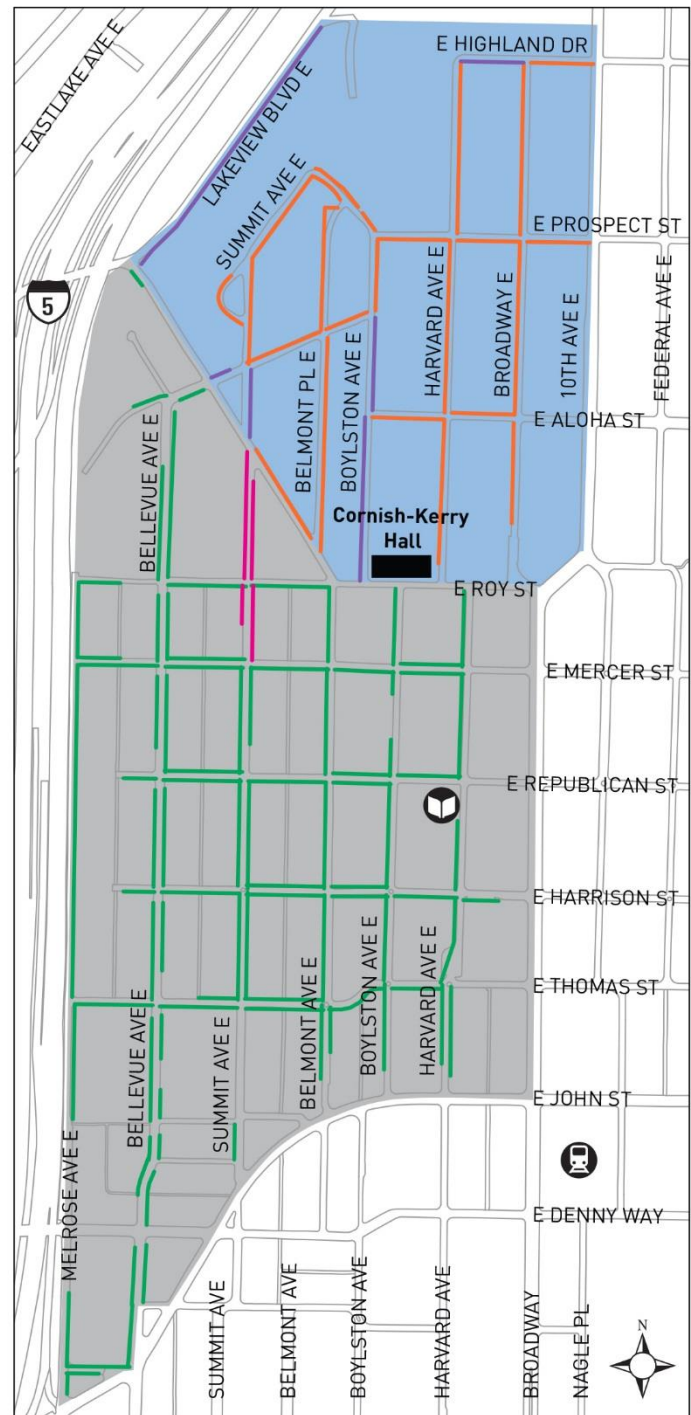 E HIGHLAND DR
EASTLAKE AVE E
LAKEVIEW BLVD E
SUMMIT AVE E
E PROSPECT ST
5
HARVARD AVE E
BROADWAY E
10TH AVE E
FEDERAL AVE E
BELMONT PL E
BOYLSTON AVE E
E ALOHA ST
BELLEVUE AVE E
Cornish-Kerry
Hall
E ROY ST
E MERCER ST
E REPUBLICAN ST
E HARRISON ST
E THOMAS ST
BELLEVUE AVE E
SUMMIT AVE E
BELMONT AVE E
BOYLSTON AVE E
HARVARD AVE E
E JOHN ST
MELROSE AVE E
E DENNY WAY
SUMMIT AVE
BELMONT AVE
BOYLSTON AVE
HARVARD AVE
BROADWAY
NAGLE PL
N